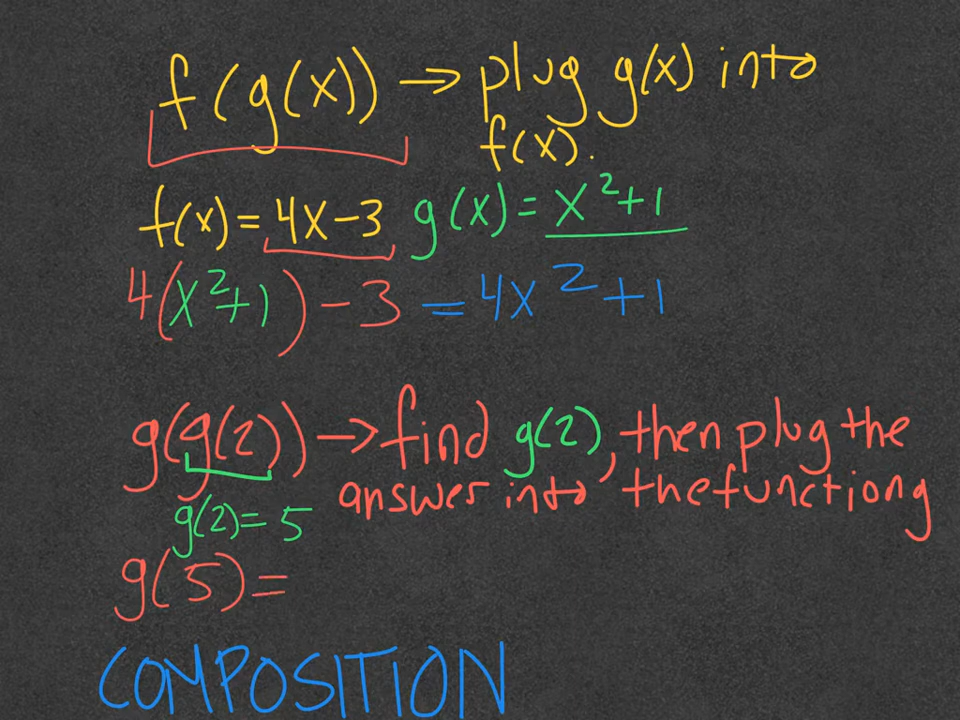 f(g(x)) → plug g(x) into
f(x).
f(x) = 4x-3 g(x) = x²+1
4(x²+1) - 3 = 4x² + 1
g(g(2)) → find g(2), then plug the
answer into the function g
g(2) = 5
g(5) =
COMPOSITION